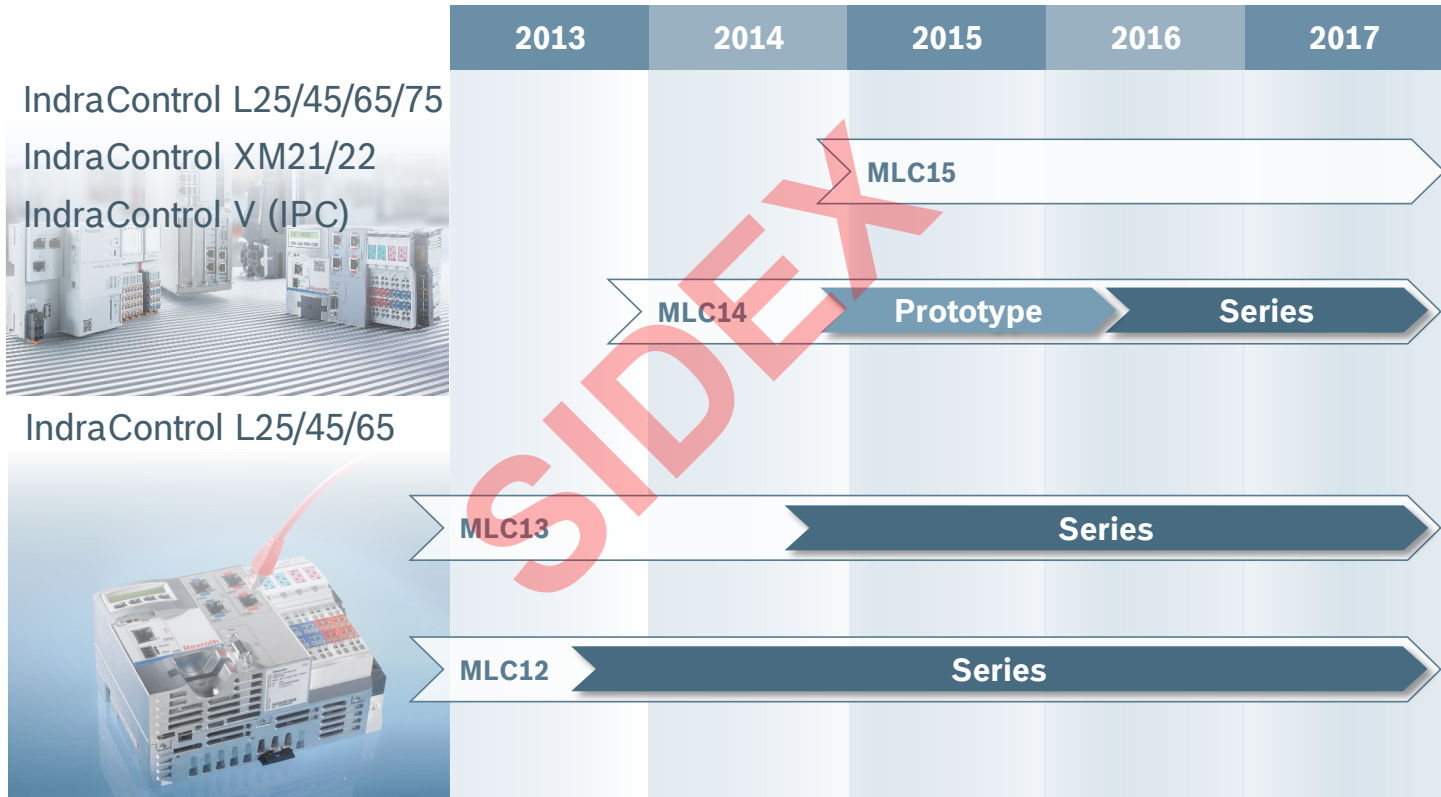 2013 2014 2015 2016 2017
IndraControl L25/45/65/75
IndraControl XM21/22
IndraControl V (IPC)
MLC15
MLC14 Prototype Series
IndraControl L25/45/65
MLC13 Series
MLC12 Series
SIDEX
Rexroth